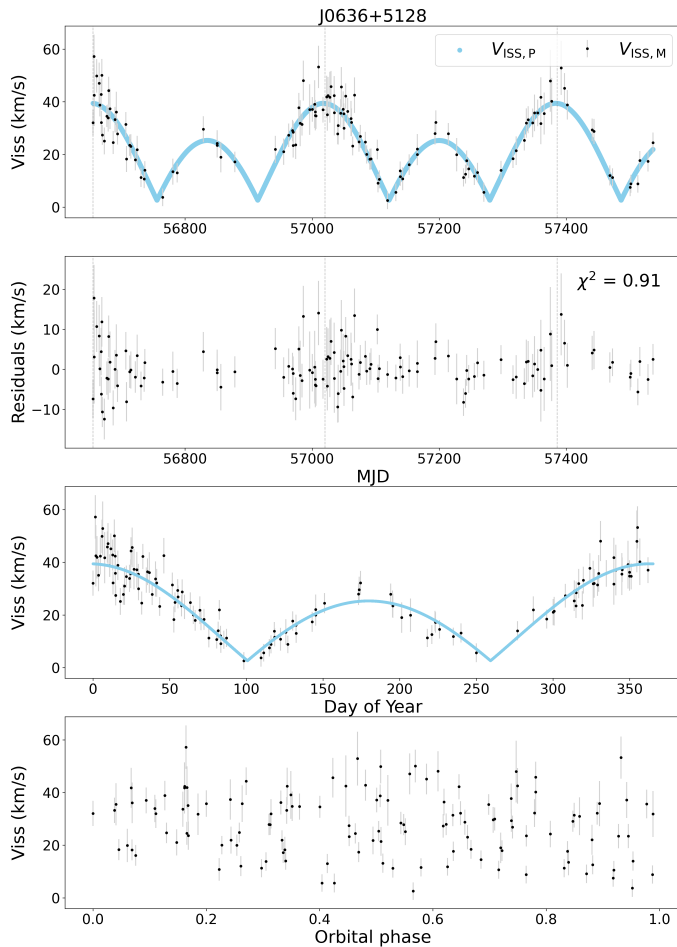 J0636+5128
V_ISS, P V_ISS, M
Viss (km/s)
60
40
20
0
56800 57000 57200 57400
χ² = 0.91
Residuals (km/s)
20
10
0
−10
56800 57000 57200 57400
MJD
Viss (km/s)
60
40
20
0
0 50 100 150 200 250 300 350
Day of Year
Viss (km/s)
60
40
20
0
0.0 0.2 0.4 0.6 0.8 1.0
Orbital phase